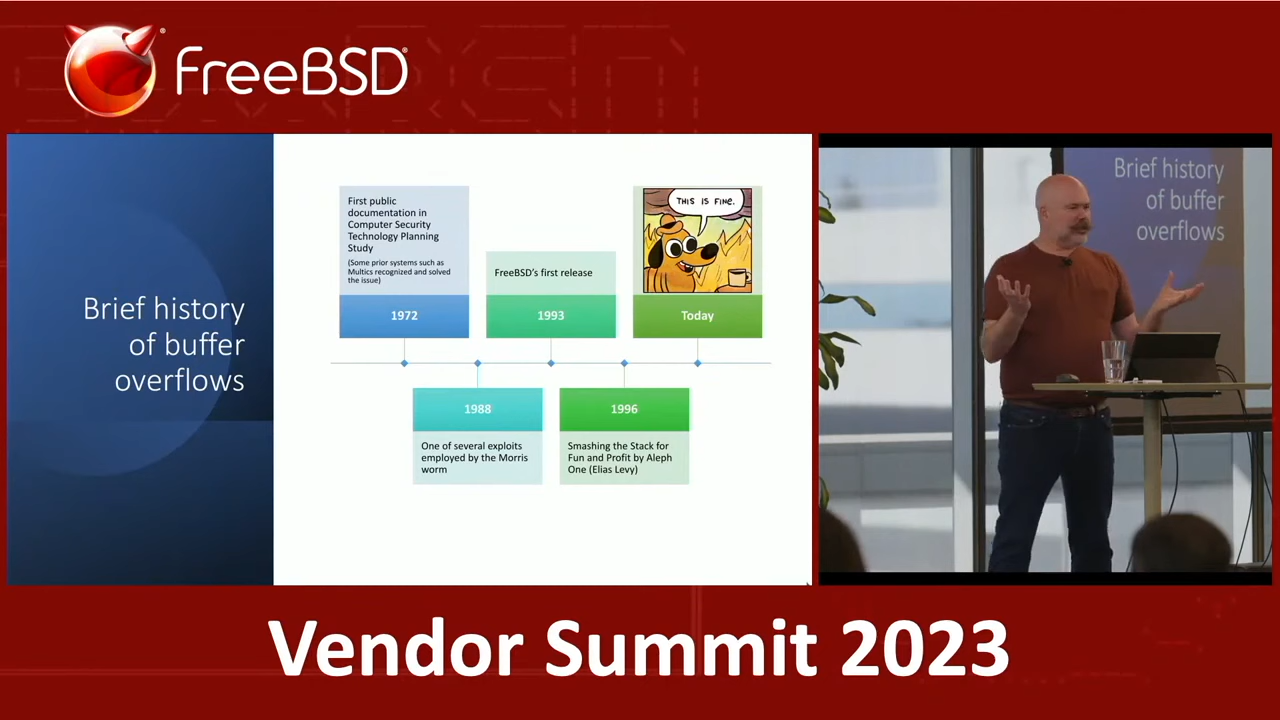 FreeBSD®
Brief history
of buffer
overflows
First public
documentation in
Computer Security
Technology Planning
Study
(Some prior systems such as
Multics recognized and solved
the issue)
1972
FreeBSD's first release
1993
THIS IS FINE.
Today
1988
One of several exploits
employed by the Morris
worm
1996
Smashing the Stack for
Fun and Profit by Aleph
One (Elias Levy)
Brief history
of buffer
overflows
Vendor Summit 2023